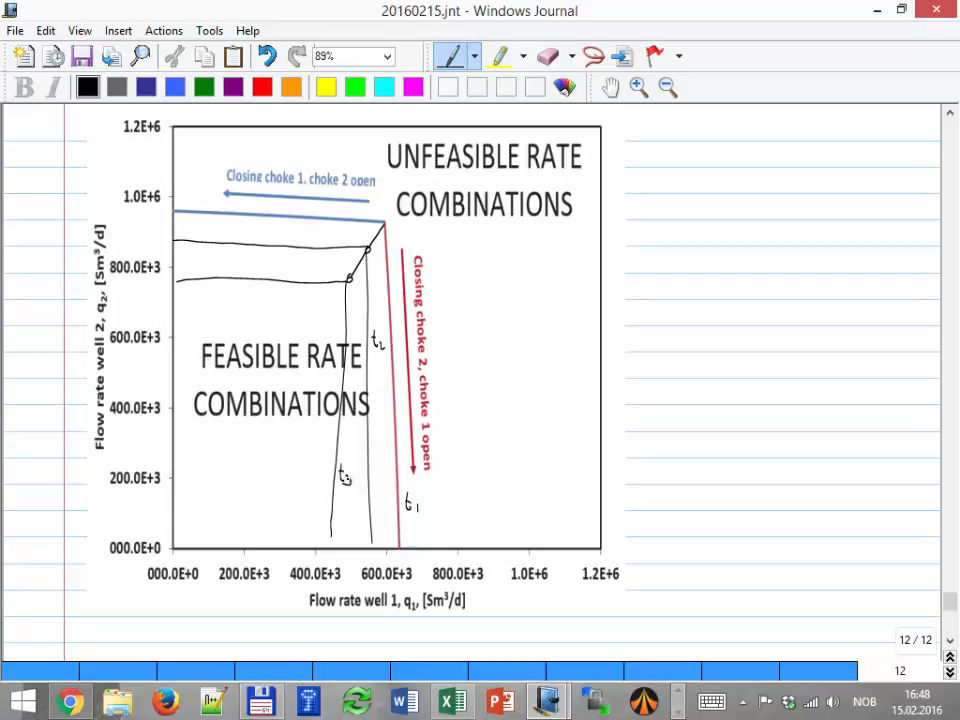 20160215.jnt - Windows Journal
File Edit View Insert Actions Tools Help
89%
B I
1.2E+6
1.0E+6
800.0E+3
600.0E+3
400.0E+3
200.0E+3
000.0E+0
Flow rate well 2, q2, [Sm³/d]
UNFEASIBLE RATE
COMBINATIONS
Closing choke 1, choke 2 open
Closing choke 2, choke 1 open
FEASIBLE RATE
COMBINATIONS
t2
t3
t1
000.0E+0 200.0E+3 400.0E+3 600.0E+3 800.0E+3 1.0E+6 1.2E+6
Flow rate well 1, q1, [Sm³/d]
12 / 12
12
NOB
16:48
15.02.2016